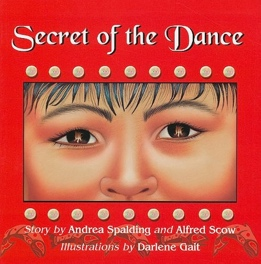 Secret of the Dance
Story by Andrea Spalding and Alfred Scow
Illustrations by Darlene Gait